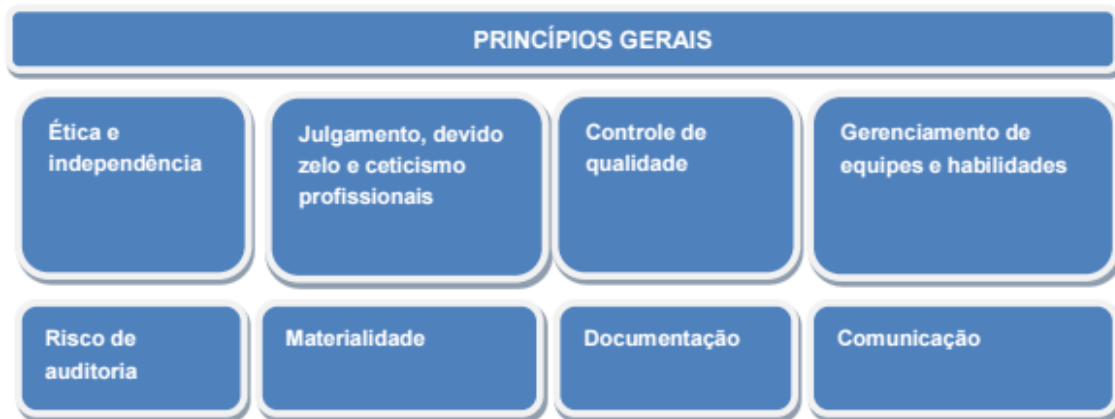 PRINCÍPIOS GERAIS
Ética e
independência
Julgamento, devido
zelo e ceticismo
profissionais
Controle de
qualidade
Gerenciamento de
equipes e habilidades
Risco de
auditoria
Materialidade
Documentação
Comunicação